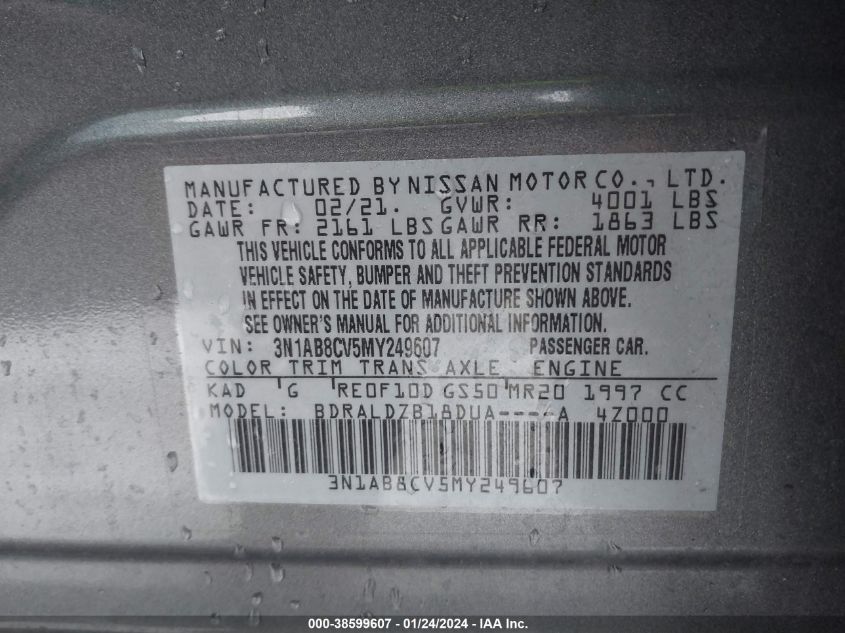 MANUFACTURED BY NISSAN MOTOR CO., LTD.
DATE: 02/21. GVWR: 4001 LBS
GAWR FR: 2161 LBS GAWR RR: 1863 LBS
THIS VEHICLE CONFORMS TO ALL APPLICABLE FEDERAL MOTOR
VEHICLE SAFETY, BUMPER AND THEFT PREVENTION STANDARDS
IN EFFECT ON THE DATE OF MANUFACTURE SHOWN ABOVE.
SEE OWNER'S MANUAL FOR ADDITIONAL INFORMATION.
VIN: 3N1AB8CV5MY249607 PASSENGER CAR.
COLOR TRIM TRANS AXLE ENGINE
KAD G RE0F10D GS50 MR20 1997 CC
MODEL: BDRALDZB18DUA----A 4Z000
3N1AB8CV5MY249607
000-38599607 - 01/24/2024 - IAA Inc.